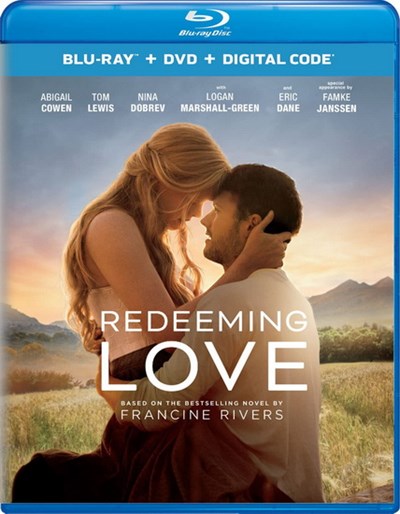 Blu-ray Disc
BLU-RAY™ + DVD + DIGITAL CODE*
ABIGAIL COWEN
TOM LEWIS
NINA DOBREV
with LOGAN MARSHALL-GREEN
and ERIC DANE
special appearance by FAMKE JANSSEN
REDEEMING
LOVE
BASED ON THE BESTSELLING NOVEL BY
FRANCINE RIVERS